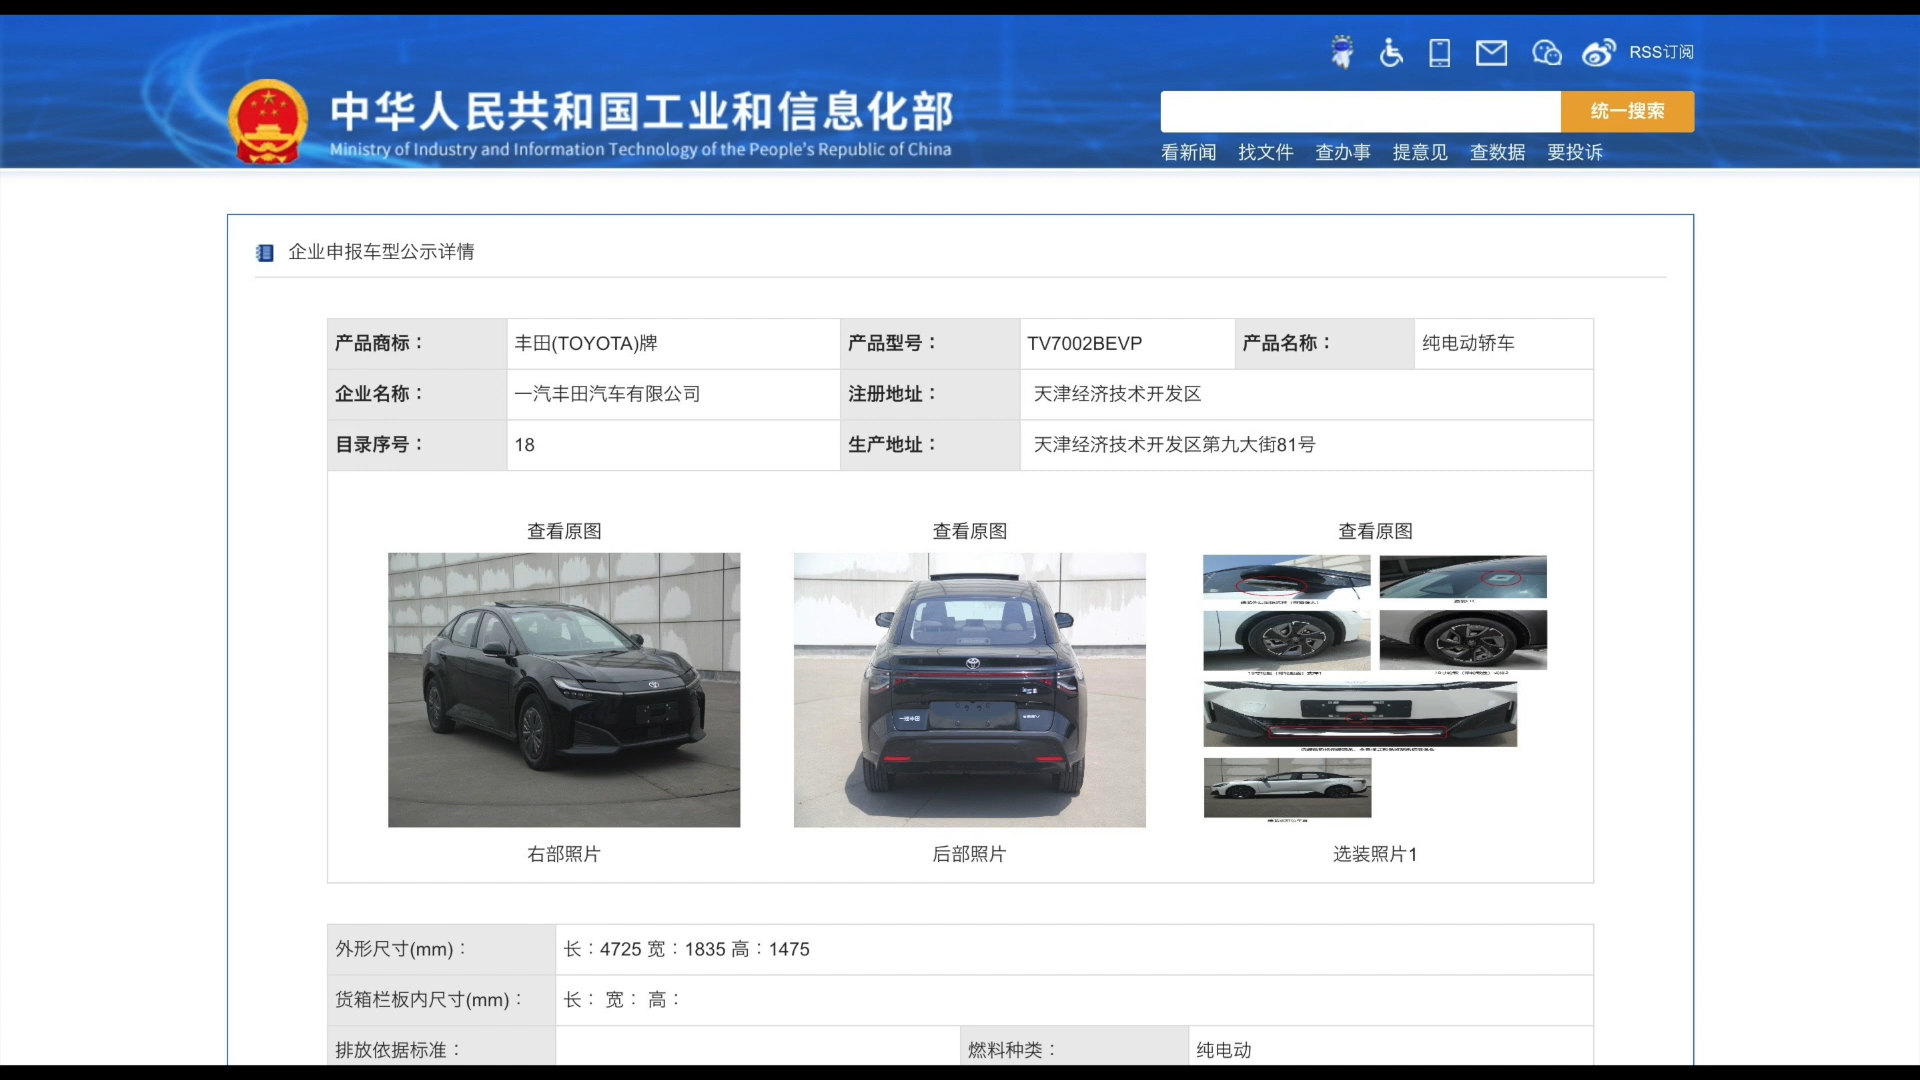 RSS订阅
中华人民共和国工业和信息化部
Ministry of Industry and Information Technology of the People's Republic of China
统一搜索
看新闻 找文件 查办事 提意见 查数据 要投诉
企业申报车型公示详情
产品商标： 丰田(TOYOTA)牌 产品型号： TV7002BEVP 产品名称： 纯电动轿车
企业名称： 一汽丰田汽车有限公司 注册地址： 天津经济技术开发区
目录序号： 18 生产地址： 天津经济技术开发区第九大街81号
查看原图 查看原图 查看原图
一汽丰田
右部照片 后部照片 选装照片1
外形尺寸(mm)： 长：4725 宽：1835 高：1475
货箱栏板内尺寸(mm)： 长： 宽： 高：
排放依据标准： 燃料种类： 纯电动